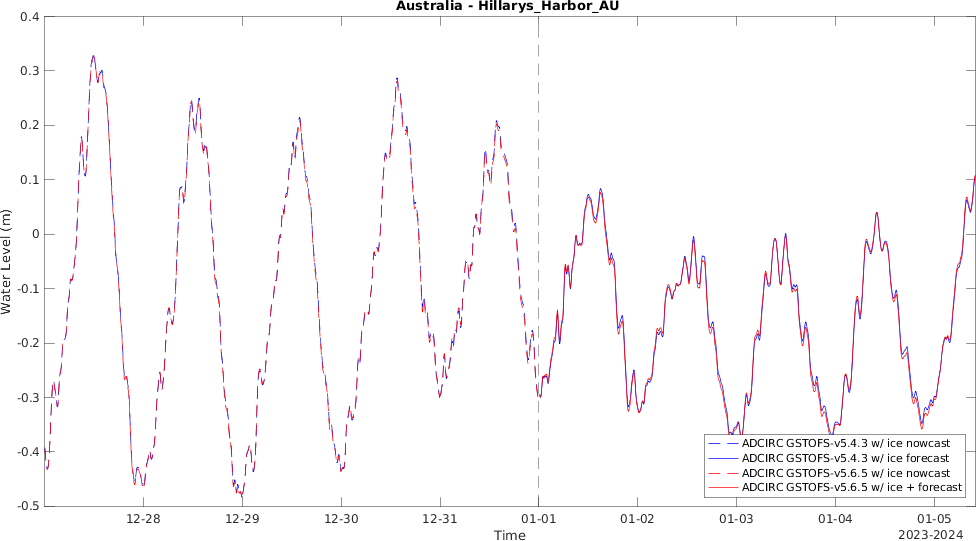 Australia - Hillarys_Harbor_AU
0.4
0.3
0.2
0.1
0
-0.1
-0.2
-0.3
-0.4
-0.5
Water Level (m)
ADCIRC GSTOFS-v5.4.3 w/ ice nowcast
ADCIRC GSTOFS-v5.4.3 w/ ice forecast
ADCIRC GSTOFS-v5.6.5 w/ ice nowcast
ADCIRC GSTOFS-v5.6.5 w/ ice + forecast
12-28 12-29 12-30 12-31 01-01 01-02 01-03 01-04 01-05
Time
2023-2024